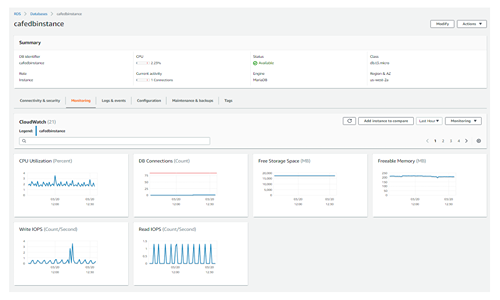 RDS > Databases > cafedbinstance
cafedbinstance
Modify
Actions
Summary
DB identifier
cafedbinstance
CPU
2.25%
Status
Available
Class
db.t3.micro
Role
Instance
Current activity
1 Connections
Engine
MariaDB
Region & AZ
us-west-2a
Connectivity & security
Monitoring
Logs & events
Configuration
Maintenance & backups
Tags
CloudWatch
Legend: cafedbinstance
Add instance to compare
Last Hour
Monitoring
1 2 3 4
CPU Utilization (Percent)
DB Connections (Count)
Free Storage Space (MB)
Freeable Memory (MB)
Write IOPS (Count/Second)
Read IOPS (Count/Second)